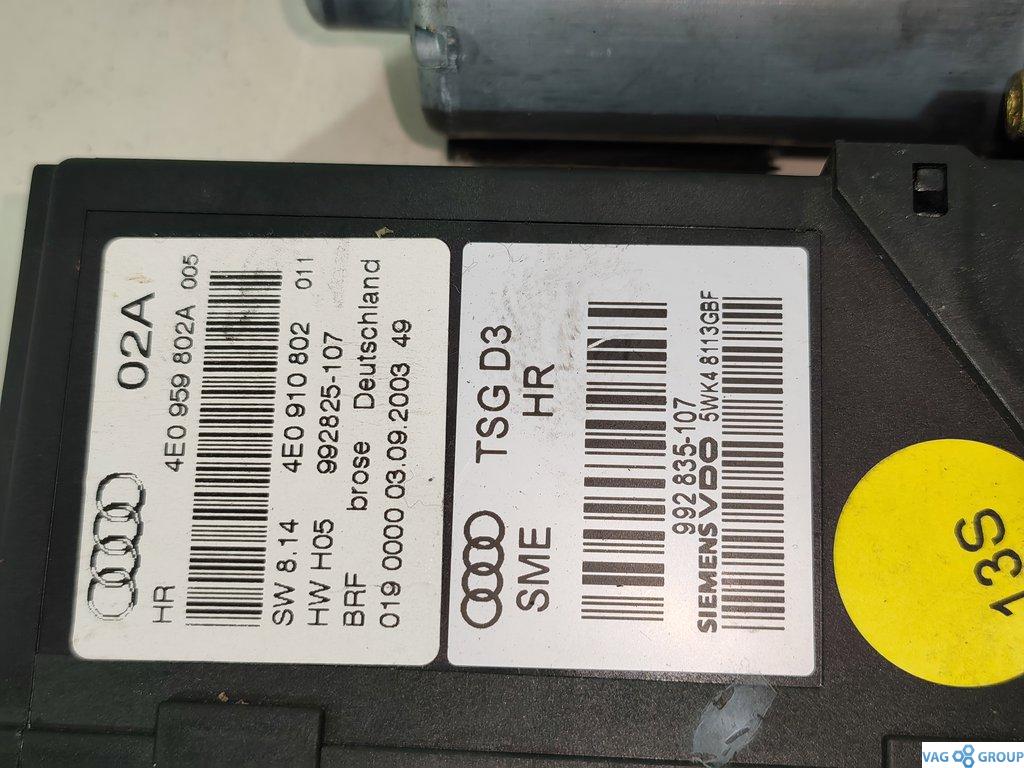 02A
4E0 959 802A 005
HR
SW 8.14 4E0 910 802 011
HW H05 992825-107
BRF brose Deutschland
019 0000 03.09.2003 49
TSG D3
SME HR
992 835-107
SIEMENS VDO 5WK4 8113GBF
13S
VAG GROUP